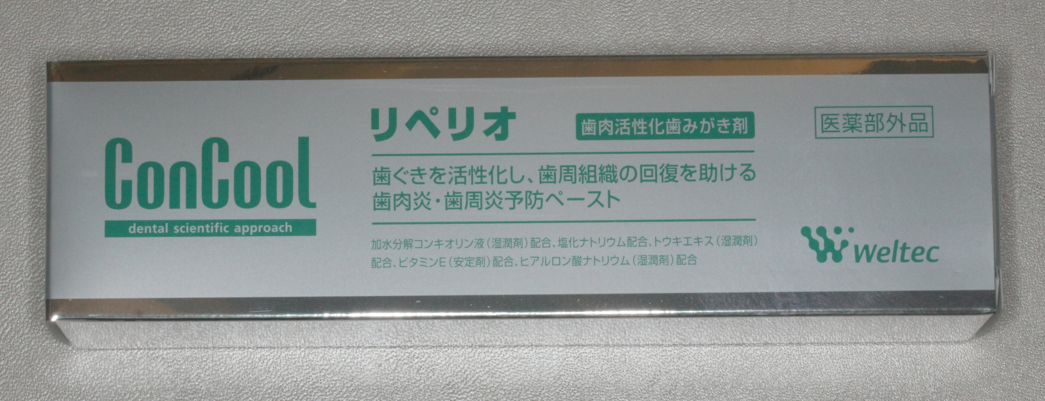 ConCool
dental scientific approach
リペリオ
歯肉活性化歯みがき剤
医薬部外品
歯ぐきを活性化し、歯周組織の回復を助ける
歯肉炎・歯周炎予防ペースト
加水分解コンキオリン液(湿潤剤)配合、塩化ナトリウム配合、トウキエキス(湿潤剤)
配合、ビタミンE(安定剤)配合、ヒアルロン酸ナトリウム(湿潤剤)配合
weltec